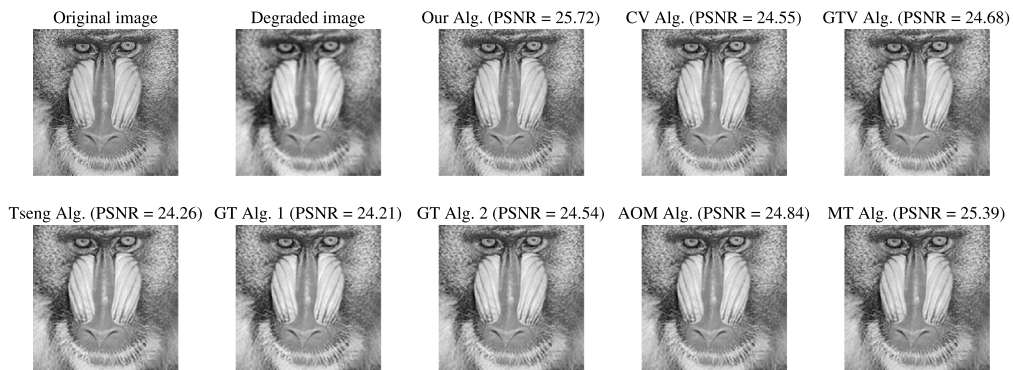 Original image
Degraded image
Our Alg. (PSNR = 25.72)
CV Alg. (PSNR = 24.55)
GTV Alg. (PSNR = 24.68)
Tseng Alg. (PSNR = 24.26)
GT Alg. 1 (PSNR = 24.21)
GT Alg. 2 (PSNR = 24.54)
AOM Alg. (PSNR = 24.84)
MT Alg. (PSNR = 25.39)